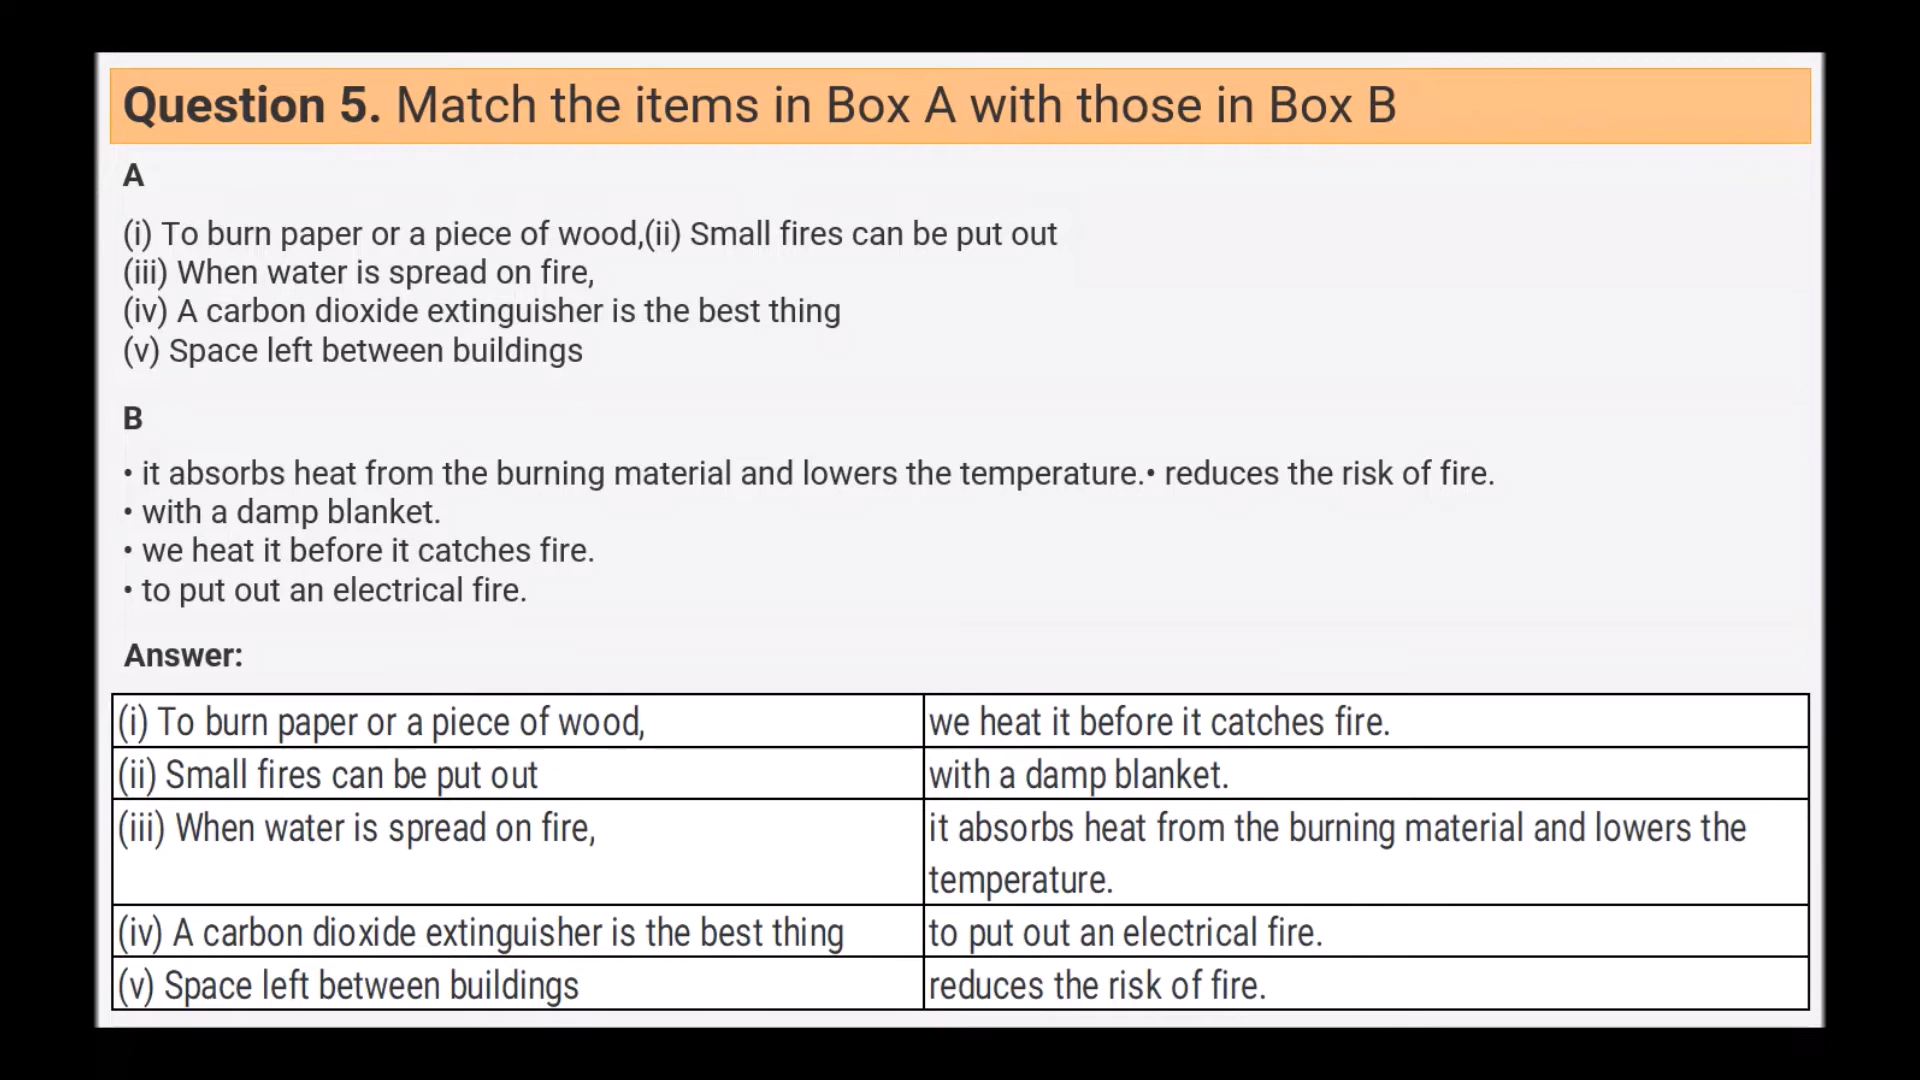 Question 5. Match the items in Box A with those in Box B
A
(i) To burn paper or a piece of wood,(ii) Small fires can be put out
(iii) When water is spread on fire,
(iv) A carbon dioxide extinguisher is the best thing
(v) Space left between buildings
B
• it absorbs heat from the burning material and lowers the temperature.• reduces the risk of fire.
• with a damp blanket.
• we heat it before it catches fire.
• to put out an electrical fire.
Answer:
(i) To burn paper or a piece of wood, we heat it before it catches fire.
(ii) Small fires can be put out with a damp blanket.
(iii) When water is spread on fire, it absorbs heat from the burning material and lowers the
temperature.
(iv) A carbon dioxide extinguisher is the best thing to put out an electrical fire.
(v) Space left between buildings reduces the risk of fire.